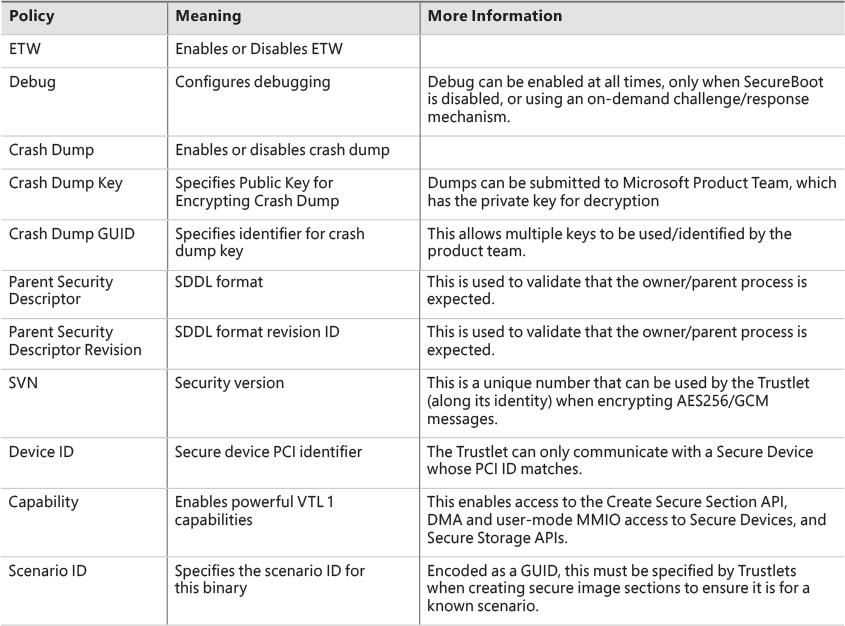 Policy Meaning More Information
ETW Enables or Disables ETW
Debug Configures debugging Debug can be enabled at all times, only when SecureBoot
is disabled, or using an on-demand challenge/response
mechanism.
Crash Dump Enables or disables crash dump
Crash Dump Key Specifies Public Key for Dumps can be submitted to Microsoft Product Team, which
Encrypting Crash Dump has the private key for decryption
Crash Dump GUID Specifies identifier for crash This allows multiple keys to be used/identified by the
dump key product team.
Parent Security SDDL format This is used to validate that the owner/parent process is
Descriptor expected.
Parent Security SDDL format revision ID This is used to validate that the owner/parent process is
Descriptor Revision expected.
SVN Security version This is a unique number that can be used by the Trustlet
(along its identity) when encrypting AES256/GCM
messages.
Device ID Secure device PCI identifier The Trustlet can only communicate with a Secure Device
whose PCI ID matches.
Capability Enables powerful VTL 1 This enables access to the Create Secure Section API,
capabilities DMA and user-mode MMIO access to Secure Devices, and
Secure Storage APIs.
Scenario ID Specifies the scenario ID for Encoded as a GUID, this must be specified by Trustlets
this binary when creating secure image sections to ensure it is for a
known scenario.